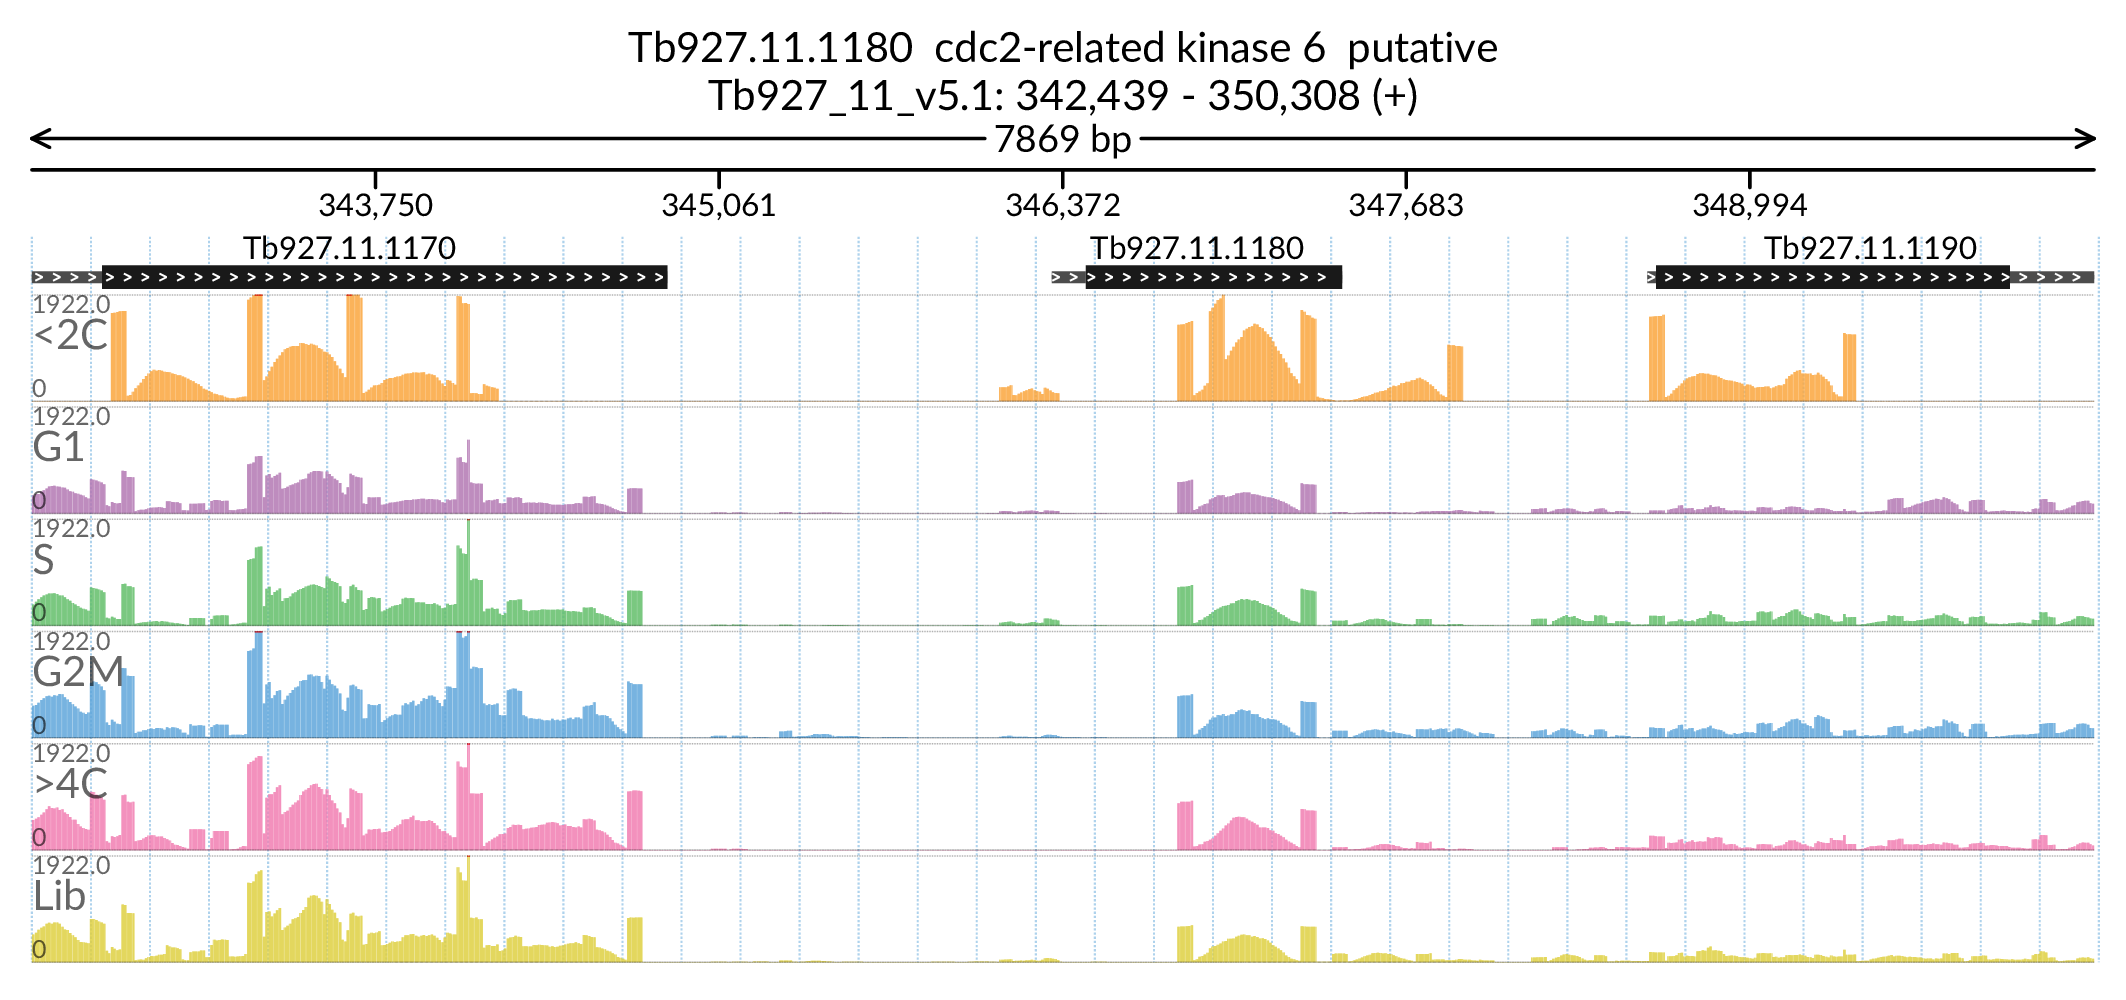 Tb927.11.1180  cdc2-related kinase 6  putative
Tb927_11_v5.1: 342,439 - 350,308 (+)
7869 bp
343,750 345,061 346,372 347,683 348,994
Tb927.11.1170 Tb927.11.1180 Tb927.11.1190
1922.0
<2C
0
1922.0
G1
0
1922.0
S
0
1922.0
G2M
0
1922.0
>4C
0
1922.0
Lib
0